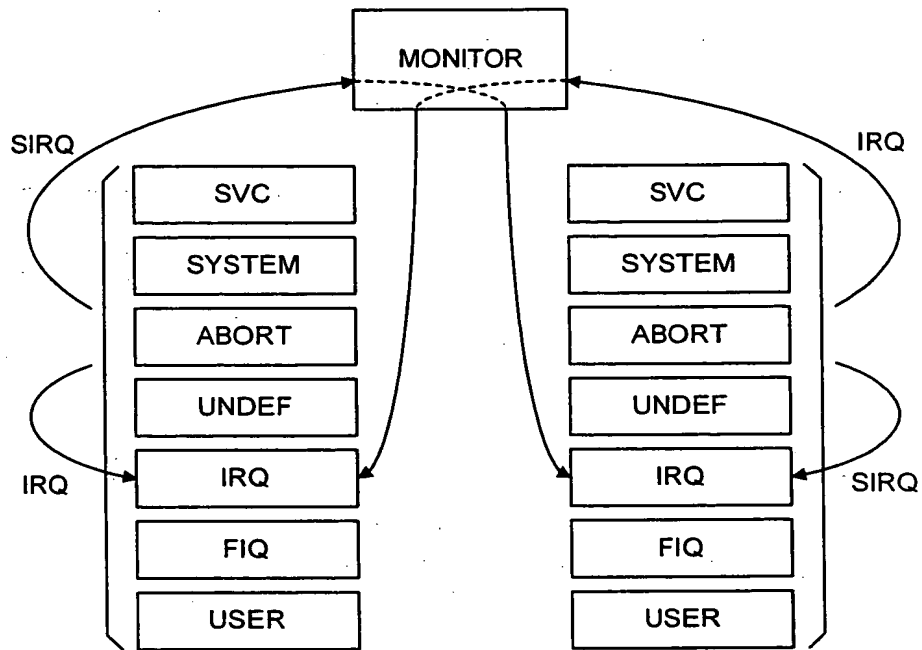 MONITOR
SIRQ
IRQ
SVC
SVC
SYSTEM
SYSTEM
ABORT
ABORT
UNDEF
UNDEF
IRQ
IRQ
IRQ
SIRQ
FIQ
FIQ
USER
USER